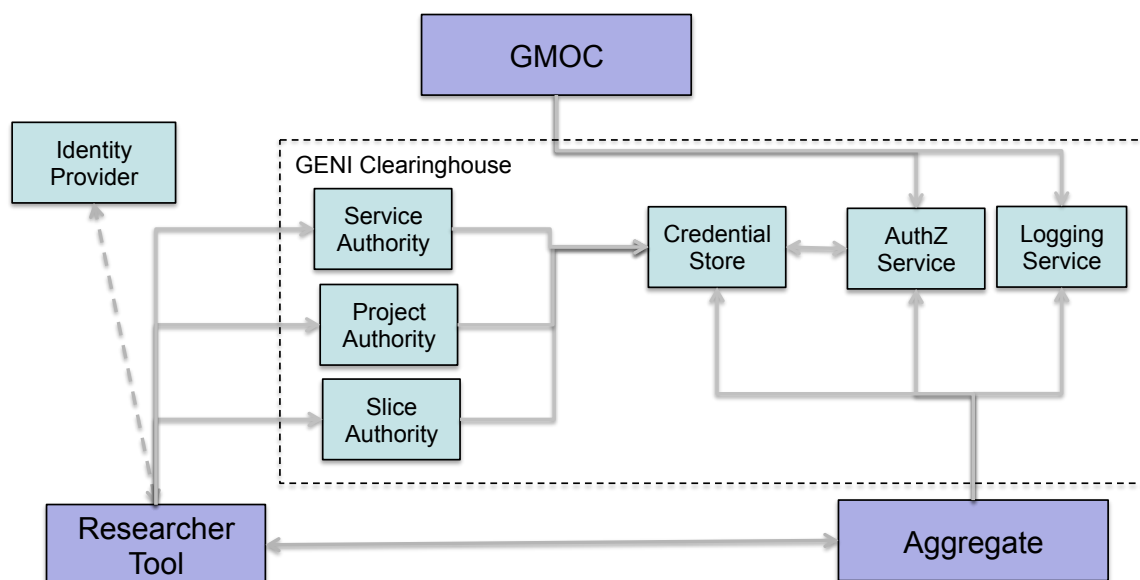 GMOC
Identity
Provider
GENI Clearinghouse
Service
Authority
Credential
Store
AuthZ
Service
Logging
Service
Project
Authority
Slice
Authority
Researcher
Tool
Aggregate